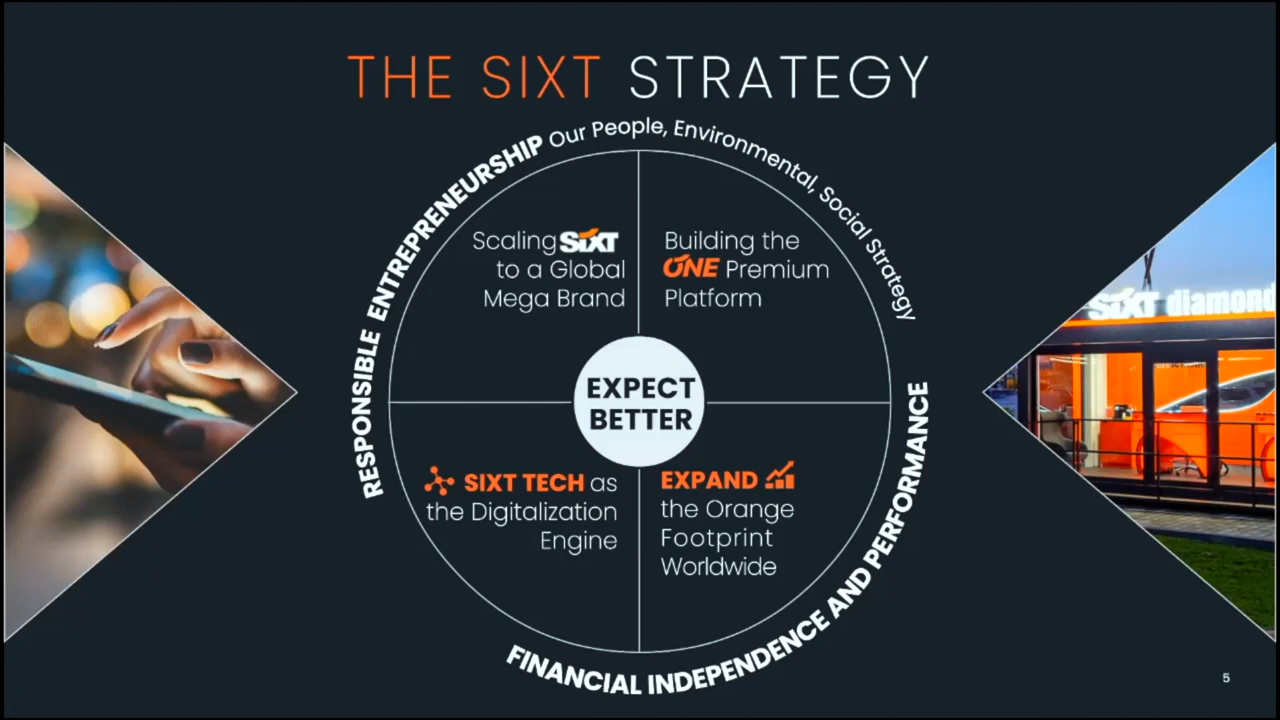 THE SIXT STRATEGY
RESPONSIBLE ENTREPRENEURSHIP Our People, Environmental, Social Strategy
Scaling SIXT
to a Global
Mega Brand
Building the
ONE Premium
Platform
EXPECT
BETTER
SIXT TECH as
the Digitalization
Engine
EXPAND
the Orange
Footprint
Worldwide
FINANCIAL INDEPENDENCE AND PERFORMANCE
SIXT diamond
5